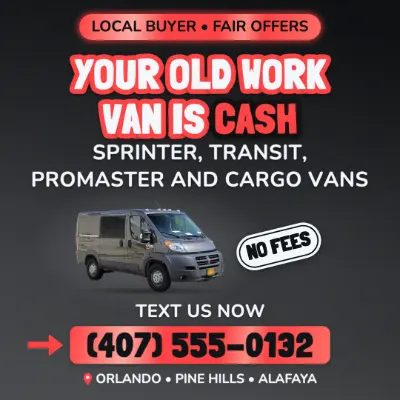 LOCAL BUYER • FAIR OFFERS
YOUR OLD WORK
VAN IS CASH
SPRINTER, TRANSIT,
PROMASTER AND CARGO VANS
NO FEES
TEXT US NOW
(407) 555-0132
ORLANDO • PINE HILLS • ALAFAYA